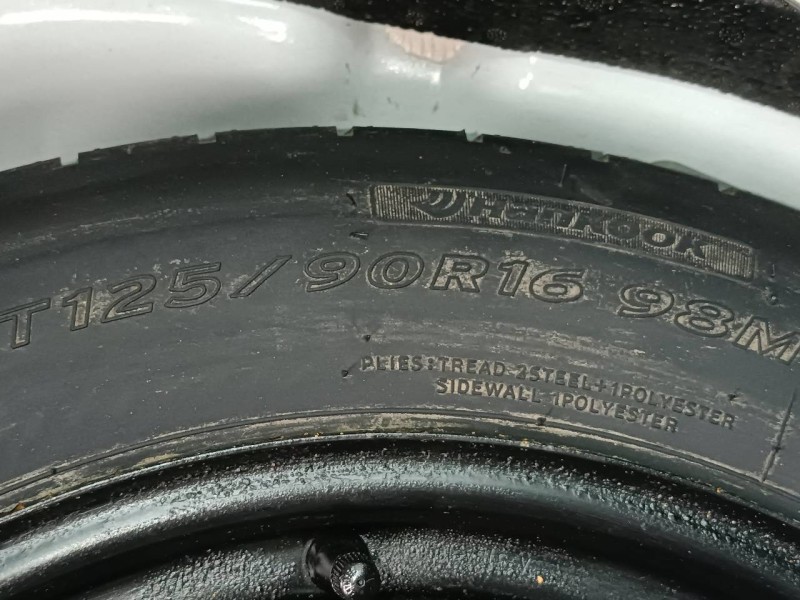 Hankook
T125/90R16 98M
PLIES:TREAD 2STEEL+1POLYESTER
SIDEWALL 1POLYESTER